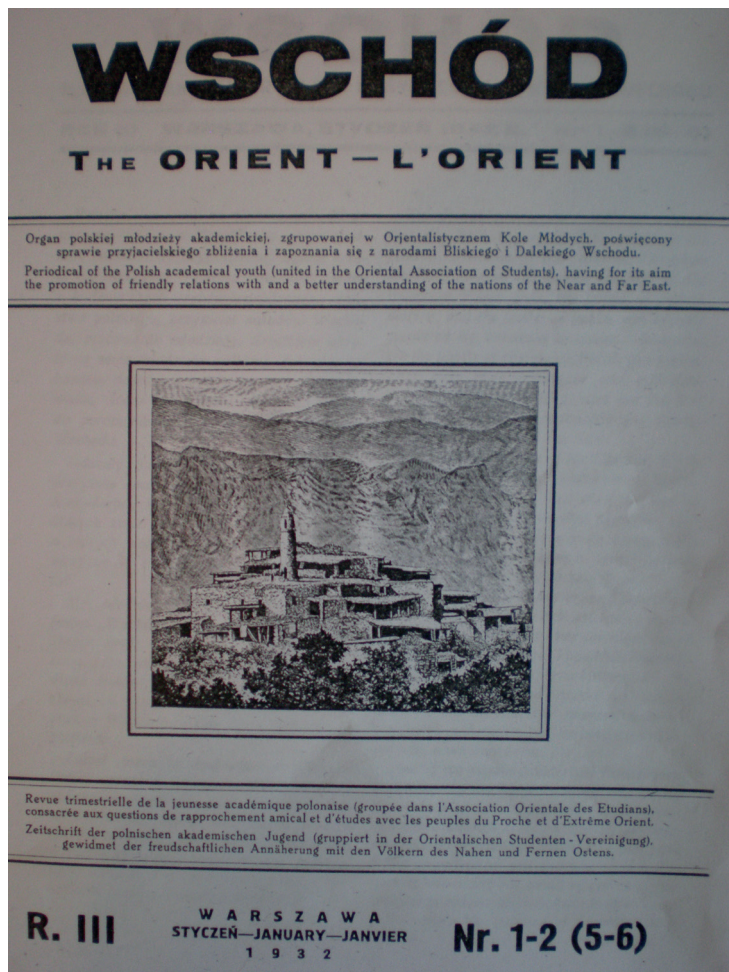 WSCHÓD
THE ORIENT — L'ORIENT
Organ polskiej młodzieży akademickiej, zgrupowanej w Orjentalistycznem Kole Młodych, poświęcony
sprawie przyjacielskiego zbliżenia i zapoznania się z narodami Bliskiego i Dalekiego Wschodu.
Periodical of the Polish academical youth (united in the Oriental Association of Students), having for its aim
the promotion of friendly relations with and a better understanding of the nations of the Near and Far East.
Revue trimestrielle de la jeunesse académique polonaise (groupée dans l'Association Orientale des Etudians),
consacrée aux questions de rapprochement amical et d'études avec les peuples du Proche et d'Extrême Orient.
Zeitschrift der polnischen akademischen Jugend (gruppiert in der Orientalischen Studenten - Vereinigung),
gewidmet der freudschaftlichen Annäherung mit den Völkern des Nahen und Fernen Ostens.
R. III
WARSZAWA
STYCZEŃ—JANUARY—JANVIER
1932
Nr. 1-2 (5-6)